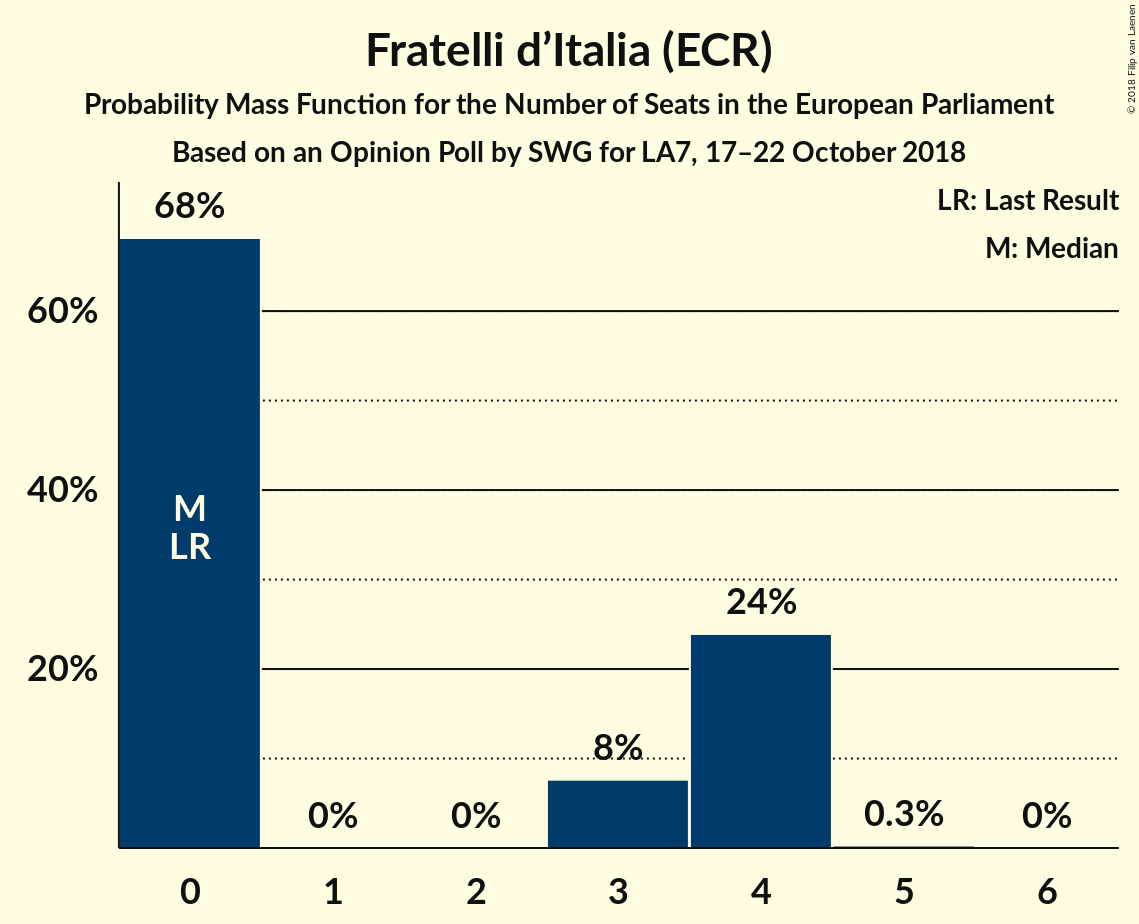 Fratelli d’Italia (ECR)
Probability Mass Function for the Number of Seats in the European Parliament
Based on an Opinion Poll by SWG for LA7, 17–22 October 2018
© 2018 Filip van Laenen
LR: Last Result
M: Median
68%
60%
40%
20%
M
LR
0%
0%
8%
24%
0.3%
0%
0
1
2
3
4
5
6